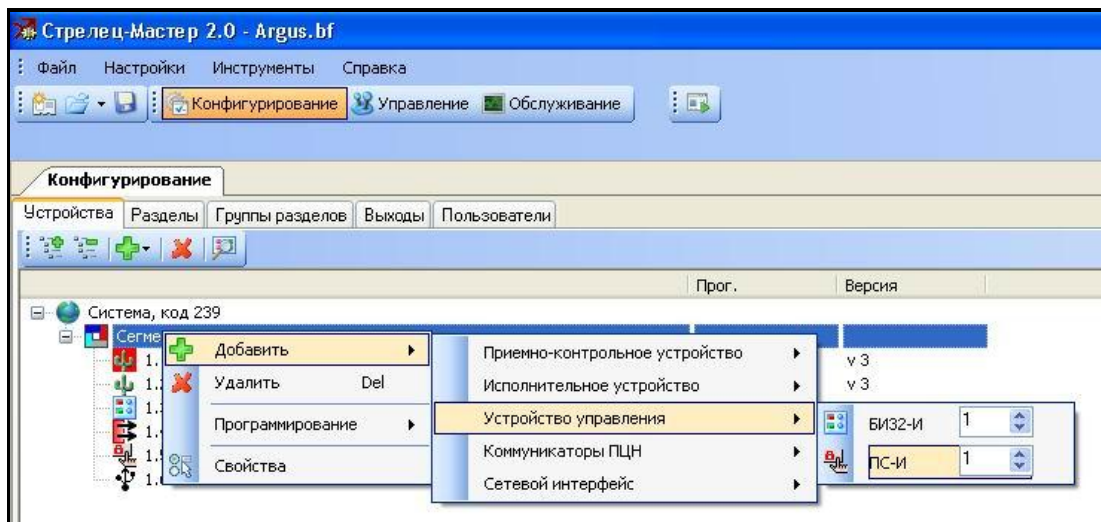 Стрелец-Мастер 2.0 - Argus.bf
Файл Настройки Инструменты Справка
Конфигурирование Управление Обслуживание
Конфигурирование
Устройства Разделы Группы разделов Выходы Пользователи
Прог. Версия
Система, код 239
Сегме
Добавить
Приемно-контрольное устройство
1. v 3
Удалить Del
Исполнительное устройство
v 3
Программирование
Устройство управления
БИ32-И 1
Коммуникаторы ПЦН
ПС-И 1
Свойства
Сетевой интерфейс